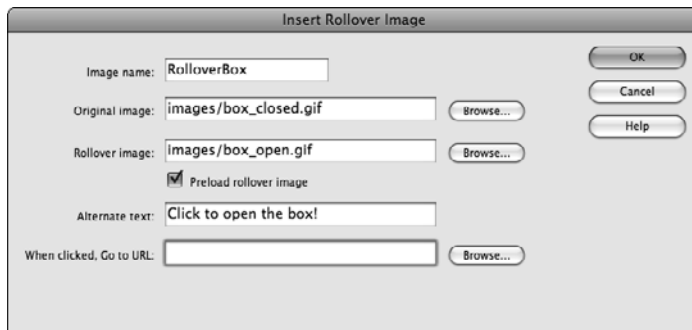 Insert Rollover Image
Image name: RolloverBox
OK
Original image: images/box_closed.gif Browse...
Cancel
Rollover image: images/box_open.gif Browse...
Help
Preload rollover image
Alternate text: Click to open the box!
When clicked, Go to URL: Browse...